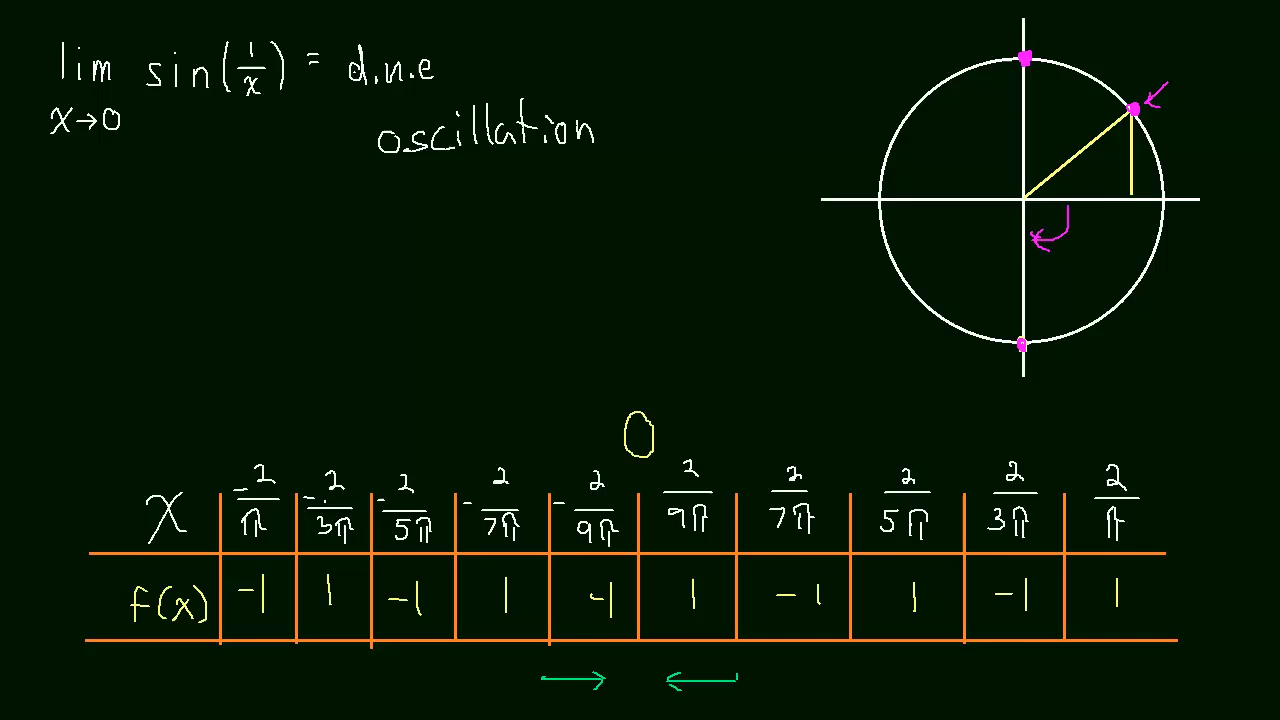 lim sin(1/x) = d.n.e
x→0
oscillation
0
x -2/π -2/3π -2/5π -2/7π -2/9π 2/9π 2/7π 2/5π 2/3π 2/π
f(x) -1 1 -1 1 -1 1 -1 1 -1 1